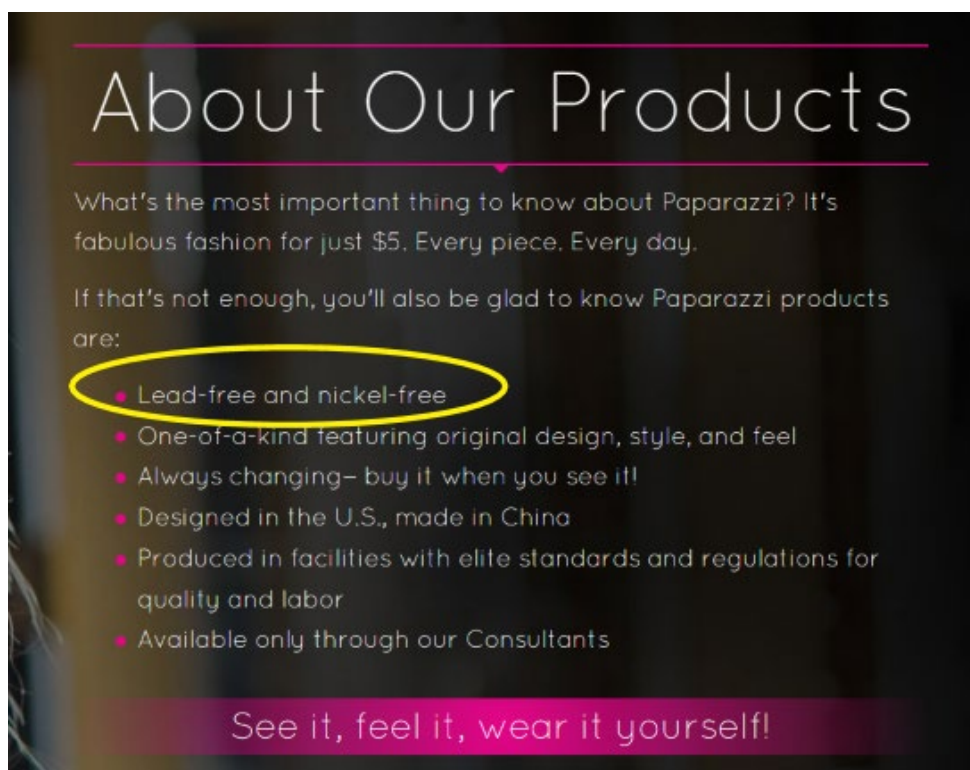 About Our Products
What's the most important thing to know about Paparazzi? It's
fabulous fashion for just $5. Every piece. Every day.
If that's not enough, you'll also be glad to know Paparazzi products
are:
• Lead-free and nickel-free
• One-of-a-kind featuring original design, style, and feel
• Always changing– buy it when you see it!
• Designed in the U.S., made in China
• Produced in facilities with elite standards and regulations for
quality and labor
• Available only through our Consultants
See it, feel it, wear it yourself!